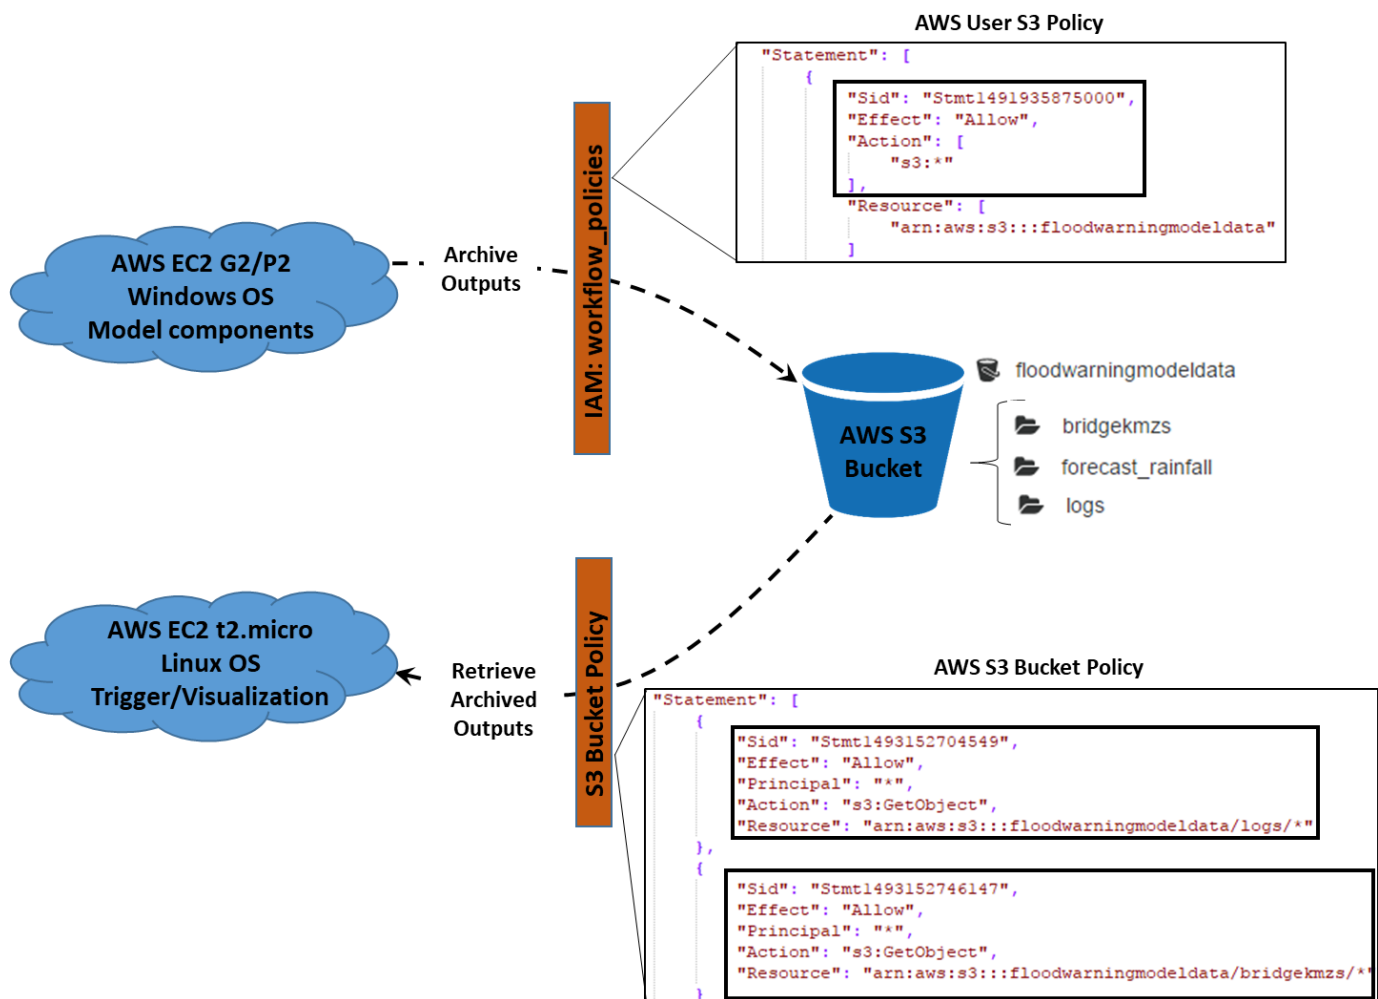 AWS User S3 Policy
"Statement": [
{
"Sid": "Stmt1491935875000",
"Effect": "Allow",
"Action": [
"s3:*"
],
"Resource": [
"arn:aws:s3:::floodwarningmodeldata"
]
IAM: workflow_policies
AWS EC2 G2/P2
Windows OS
Model components
Archive
Outputs
AWS S3
Bucket
floodwarningmodeldata
bridgekmzs
forecast_rainfall
logs
AWS EC2 t2.micro
Linux OS
Trigger/Visualization
Retrieve
Archived
Outputs
S3 Bucket Policy
AWS S3 Bucket Policy
"Statement": [
{
"Sid": "Stmt1493152704549",
"Effect": "Allow",
"Principal": "*",
"Action": "s3:GetObject",
"Resource": "arn:aws:s3:::floodwarningmodeldata/logs/*"
},
{
"Sid": "Stmt1493152746147",
"Effect": "Allow",
"Principal": "*",
"Action": "s3:GetObject",
"Resource": "arn:aws:s3:::floodwarningmodeldata/bridgekmzs/*"
}